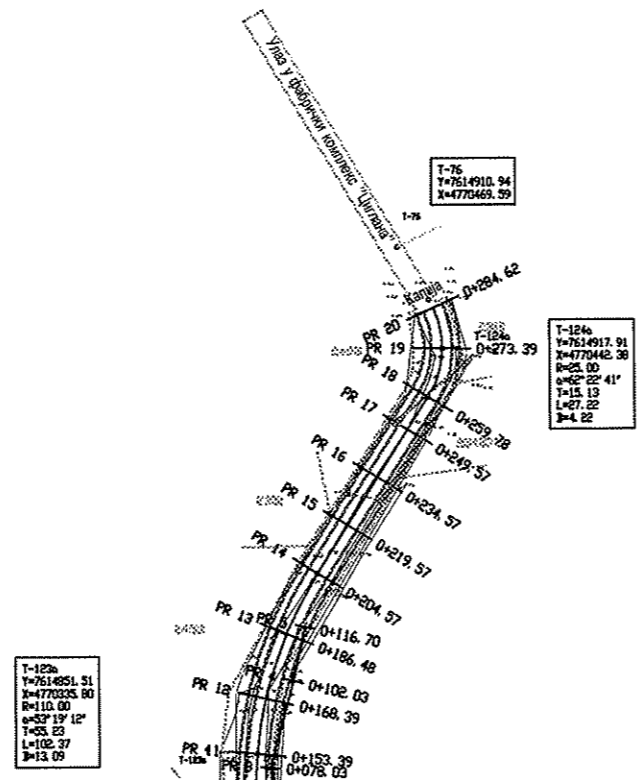 Улаз у фабрички комплекс "Циглана"
T-76
Y=7614910.94
X=4770469.59
T-76
Капија
0+284.62
PR 20
T-124a
PR 19
0+273.39
T-124a
Y=7614917.91
X=4770442.38
R=25.00
α=62°22'41"
T=15.13
L=27.22
B=4.22
PR 18
0+259.78
PR 17
0+249.57
PR 16
0+234.57
PR 15
0+219.57
PR 14
0+204.57
PR 13
0+116.70
0+186.48
T-123a
Y=7614851.51
X=4770335.80
R=110.00
α=53°19'12"
T=55.23
L=102.37
B=13.09
PR 12
0+102.03
0+168.39
PR 11
0+153.39
T-123a
0+078.03